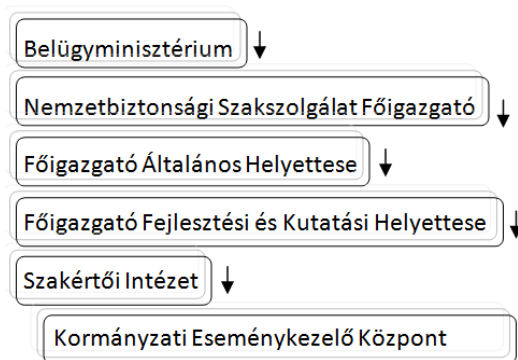 Belügyminisztérium
Nemzetbiztonsági Szakszolgálat Főigazgató
Főigazgató Általános Helyettese
Főigazgató Fejlesztési és Kutatási Helyettese
Szakértői Intézet
Kormányzati Eseménykezelő Központ